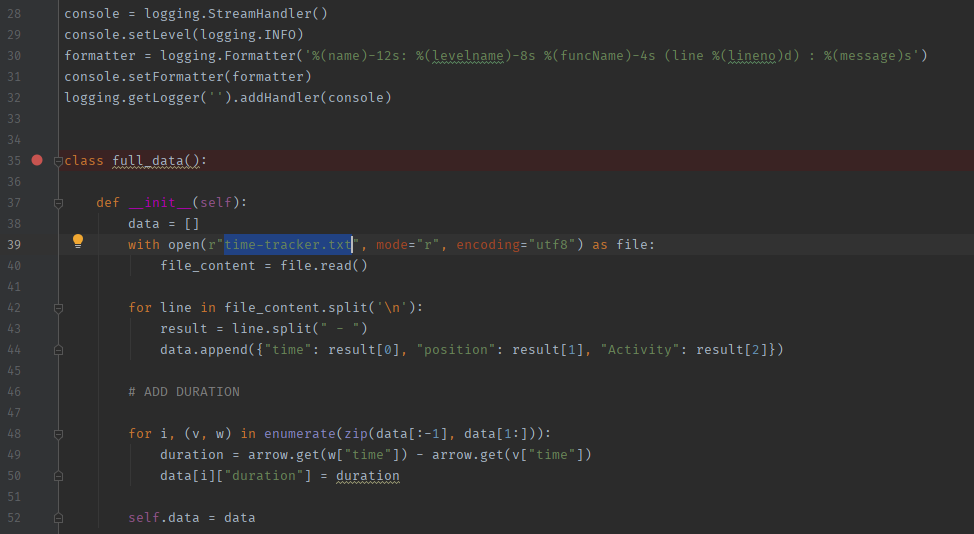 28 console = logging.StreamHandler()
29 console.setLevel(logging.INFO)
30 formatter = logging.Formatter('%(name)-12s: %(levelname)-8s %(funcName)-4s (line %(lineno)d) : %(message)s')
31 console.setFormatter(formatter)
32 logging.getLogger('').addHandler(console)
33
34
35 class full_data():
36
37 def __init__(self):
38 data = []
39 with open(r"time-tracker.txt", mode="r", encoding="utf8") as file:
40 file_content = file.read()
41
42 for line in file_content.split('\n'):
43 result = line.split(" - ")
44 data.append({"time": result[0], "position": result[1], "Activity": result[2]})
45
46 # ADD DURATION
47
48 for i, (v, w) in enumerate(zip(data[:-1], data[1:])):
49 duration = arrow.get(w["time"]) - arrow.get(v["time"])
50 data[i]["duration"] = duration
51
52 self.data = data